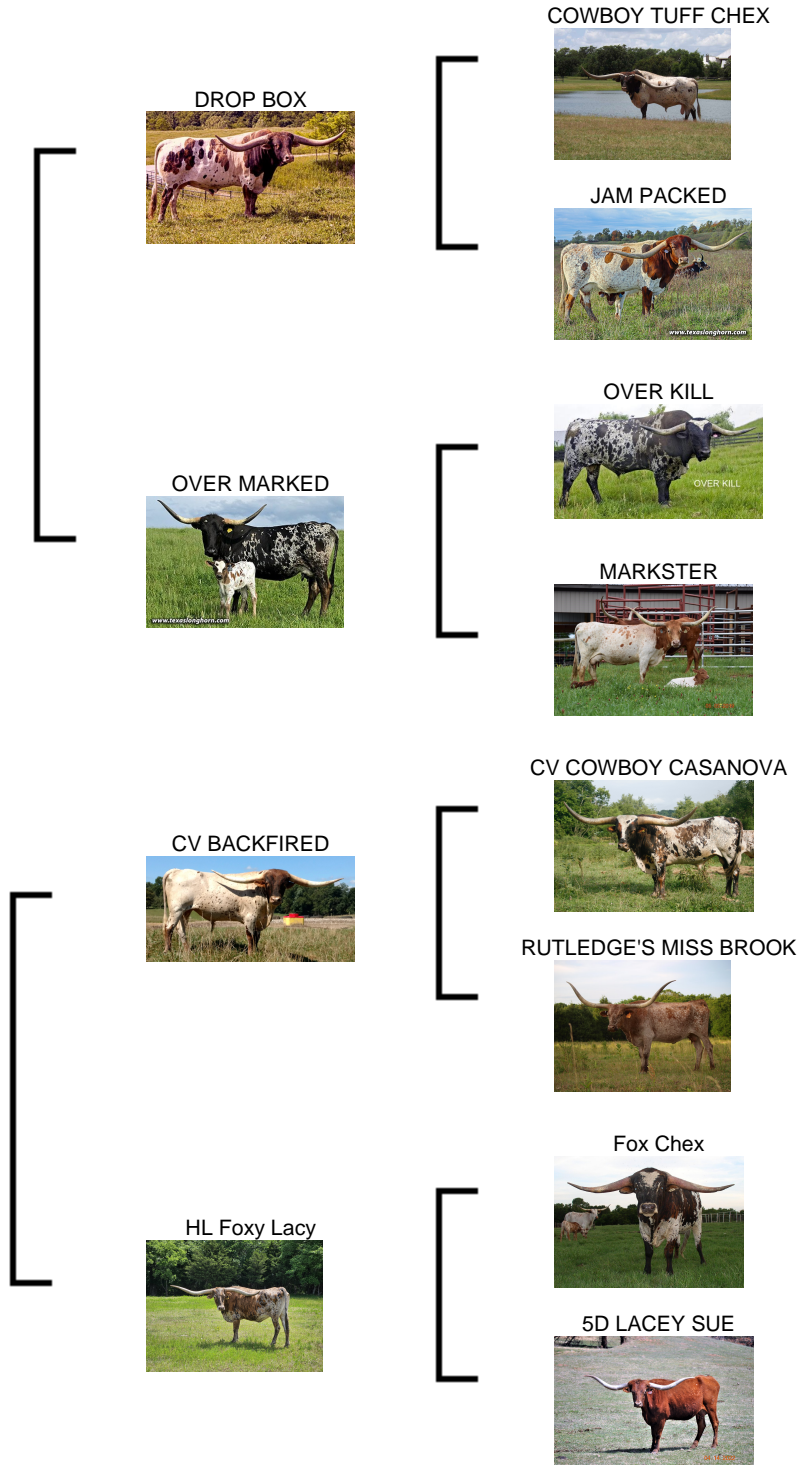 COWBOY TUFF CHEX
DROP BOX
JAM PACKED
www.texaslonghorn.com
OVER KILL
OVER KILL
OVER MARKED
www.texaslonghorn.com
MARKSTER
CV COWBOY CASANOVA
CV BACKFIRED
RUTLEDGE'S MISS BROOK
Fox Chex
HL Foxy Lacy
5D LACEY SUE